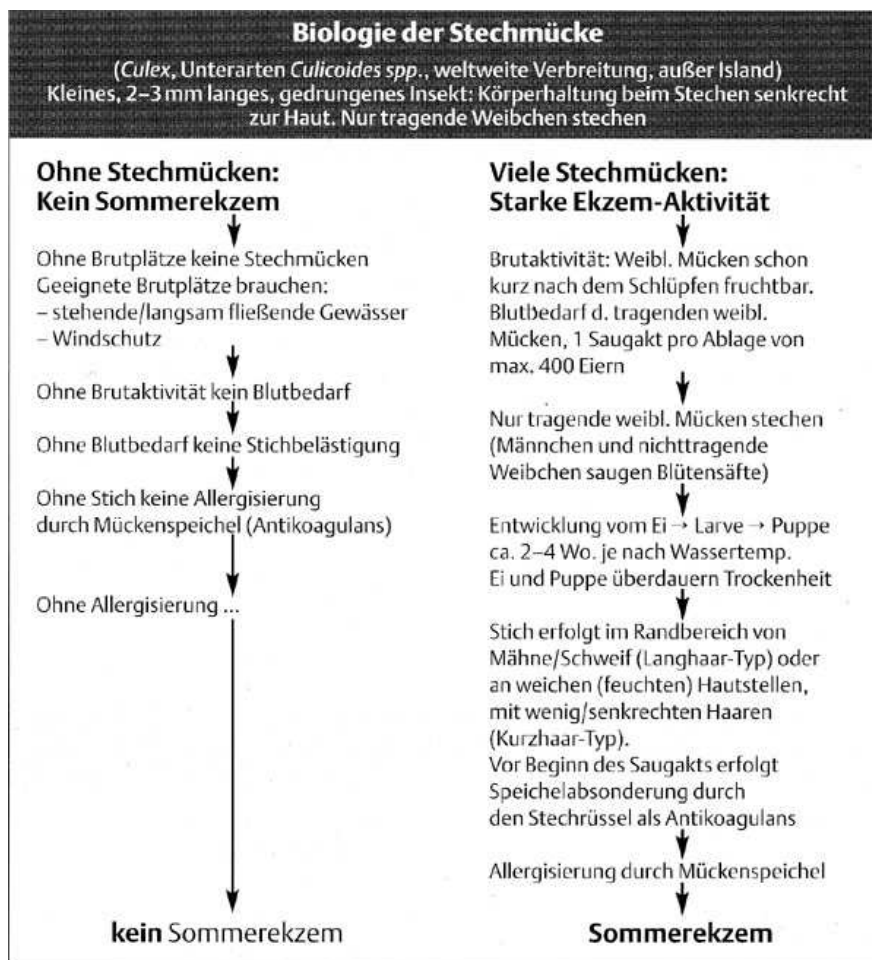 Biologie der Stechmücke
(Culex, Unterarten Culicoides spp., weltweite Verbreitung, außer Island)
Kleines, 2–3 mm langes, gedrungenes Insekt: Körperhaltung beim Stechen senkrecht
zur Haut. Nur tragende Weibchen stechen
Ohne Stechmücken:
Kein Sommerekzem
Ohne Brutplätze keine Stechmücken
Geeignete Brutplätze brauchen:
– stehende/langsam fließende Gewässer
– Windschutz
Ohne Brutaktivität kein Blutbedarf
Ohne Blutbedarf keine Stichbelästigung
Ohne Stich keine Allergisierung
durch Mückenspeichel (Antikoagulans)
Ohne Allergisierung ...
kein Sommerekzem
Viele Stechmücken:
Starke Ekzem-Aktivität
Brutaktivität: Weibl. Mücken schon
kurz nach dem Schlüpfen fruchtbar.
Blutbedarf d. tragenden weibl.
Mücken, 1 Saugakt pro Ablage von
max. 400 Eiern
Nur tragende weibl. Mücken stechen
(Männchen und nichttragende
Weibchen saugen Blütensäfte)
Entwicklung vom Ei → Larve → Puppe
ca. 2–4 Wo. je nach Wassertemp.
Ei und Puppe überdauern Trockenheit
Stich erfolgt im Randbereich von
Mähne/Schweif (Langhaar-Typ) oder
an weichen (feuchten) Hautstellen,
mit wenig/senkrechten Haaren
(Kurzhaar-Typ).
Vor Beginn des Saugakts erfolgt
Speichelabsonderung durch
den Stechrüssel als Antikoagulans
Allergisierung durch Mückenspeichel
Sommerekzem